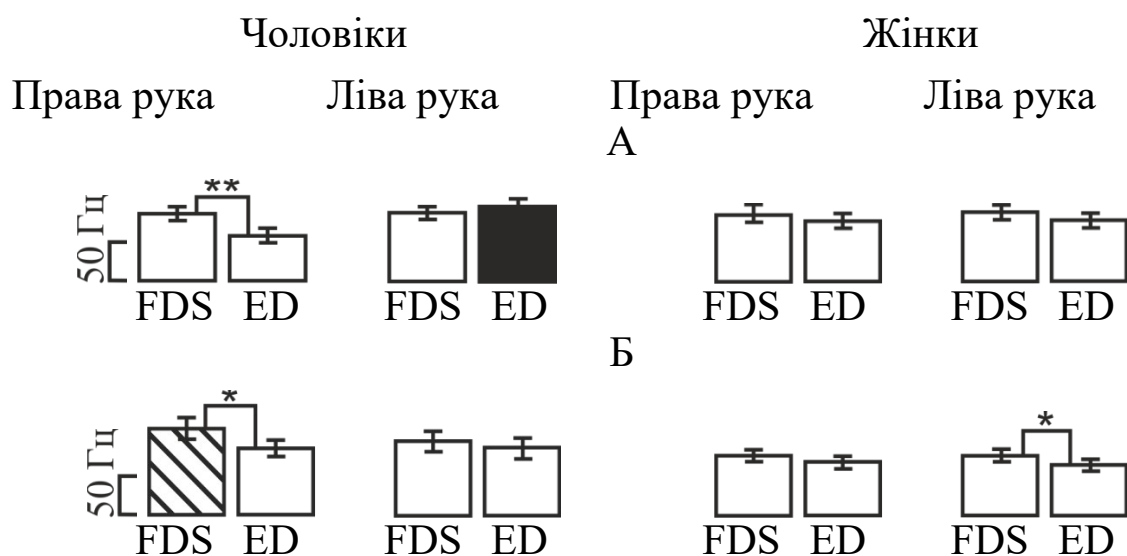 Чоловіки Жінки
Права рука Ліва рука Права рука Ліва рука
А
50 Гц ** 
FDS ED FDS ED FDS ED FDS ED
Б
50 Гц * *
FDS ED FDS ED FDS ED FDS ED